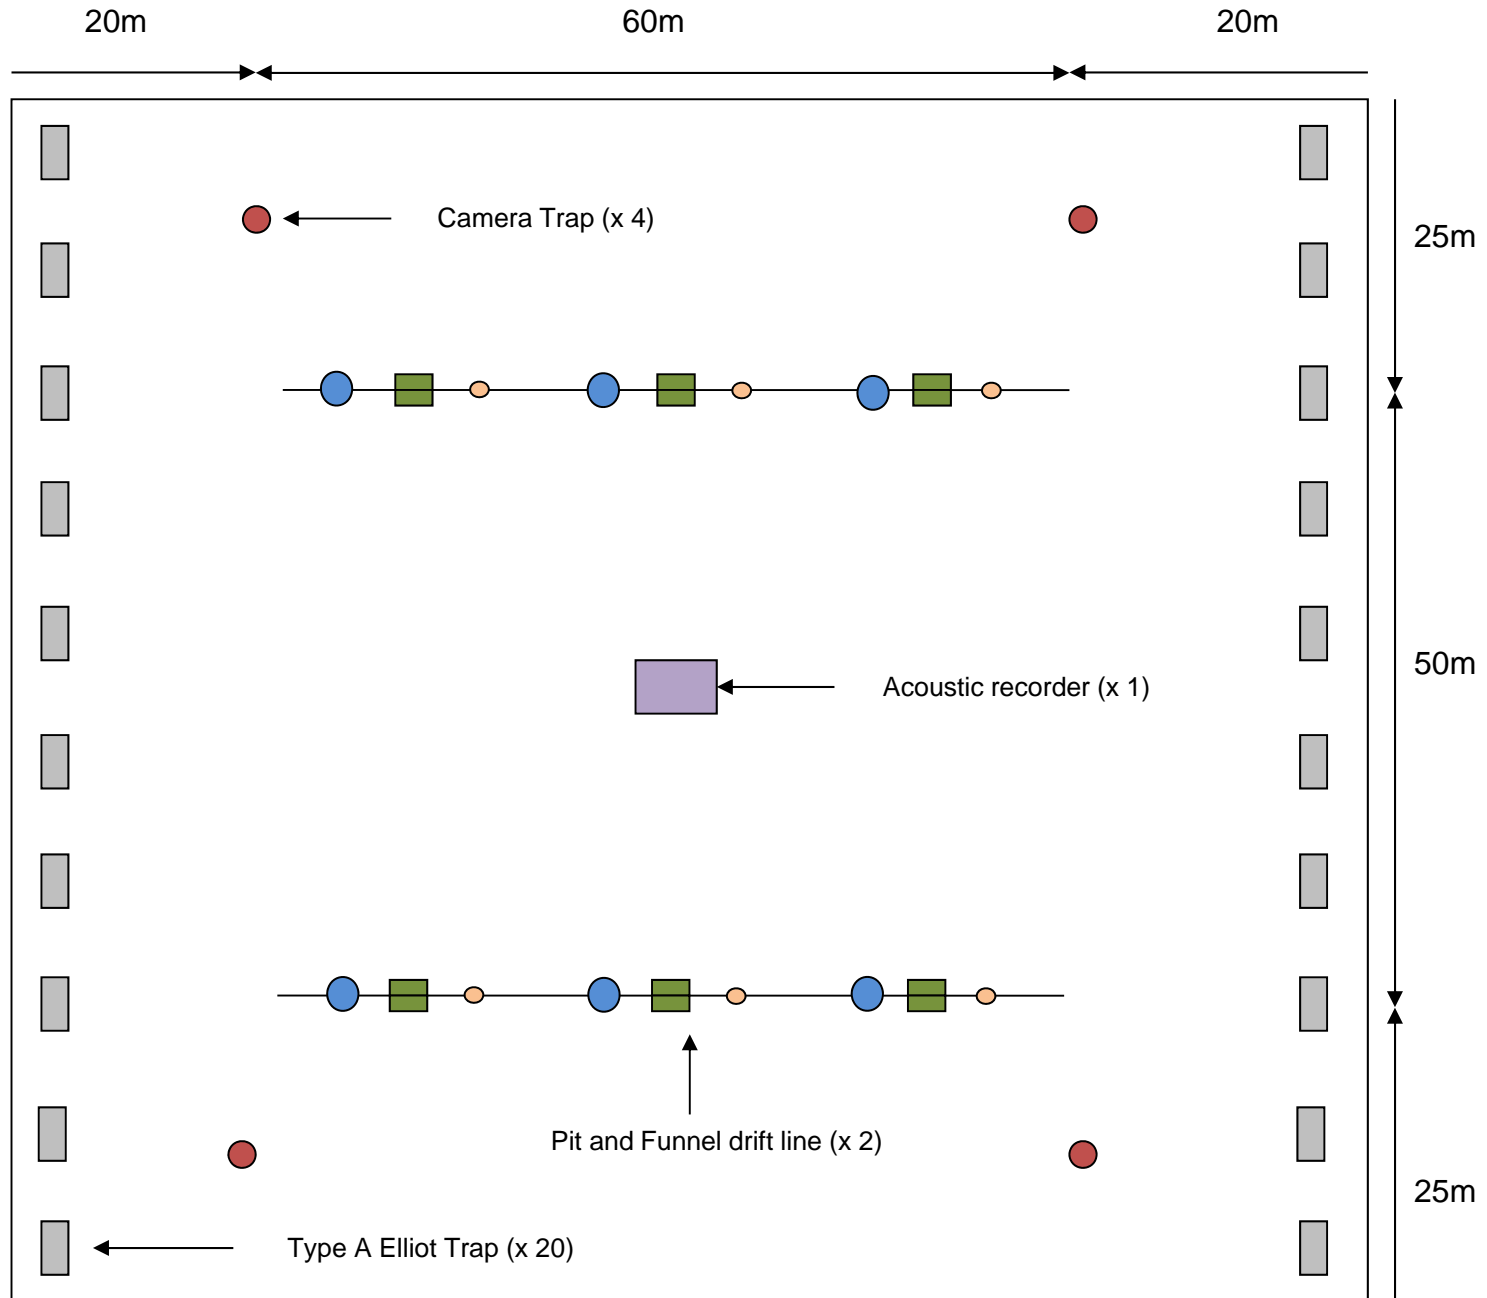 20m
60m
20m
Camera Trap (x 4)
25m
Acoustic recorder (x 1)
50m
Pit and Funnel drift line (x 2)
25m
Type A Elliot Trap (x 20)